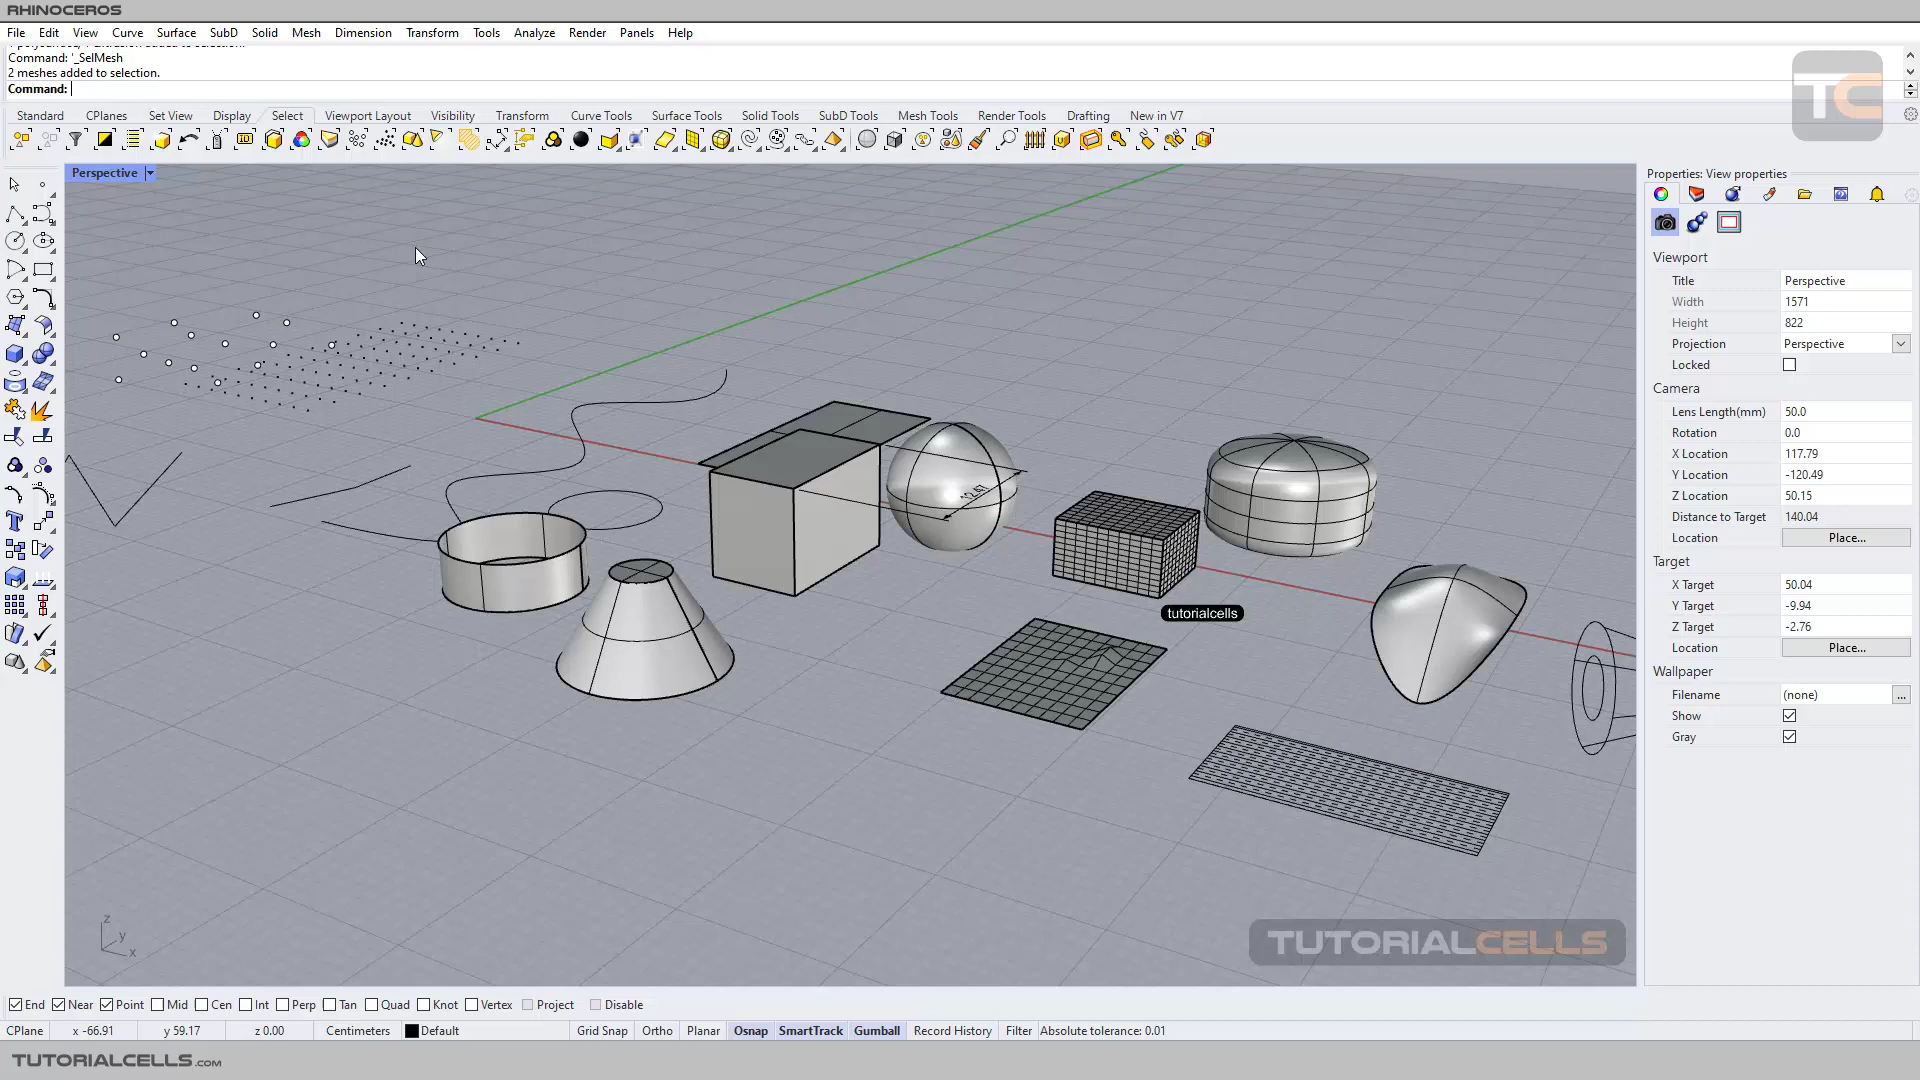 RHINOCEROS
File Edit View Curve Surface SubD Solid Mesh Dimension Transform Tools Analyze Render Panels Help
Command: '_SelMesh
2 meshes added to selection.
Command:
TC
Standard CPlanes Set View Display Select Viewport Layout Visibility Transform Curve Tools Surface Tools Solid Tools SubD Tools Mesh Tools Render Tools Drafting New in V7
Perspective
Properties: View properties
Viewport
Title Perspective
Width 1571
Height 822
Projection Perspective
Locked
Camera
Lens Length(mm) 50.0
Rotation 0.0
X Location 117.79
Y Location -120.49
Z Location 50.15
Distance to Target 140.04
Location Place...
Target
X Target 50.04
Y Target -9.94
Z Target -2.76
Location Place...
Wallpaper
Filename (none) ...
Show
Gray
tutorialcells
z
y
x
TUTORIALCELLS
End Near Point Mid Cen Int Perp Tan Quad Knot Vertex Project Disable
CPlane x -66.91 y 59.17 z 0.00 Centimeters Default Grid Snap Ortho Planar Osnap SmartTrack Gumball Record History Filter Absolute tolerance: 0.01
TUTORIALCELLS.COM